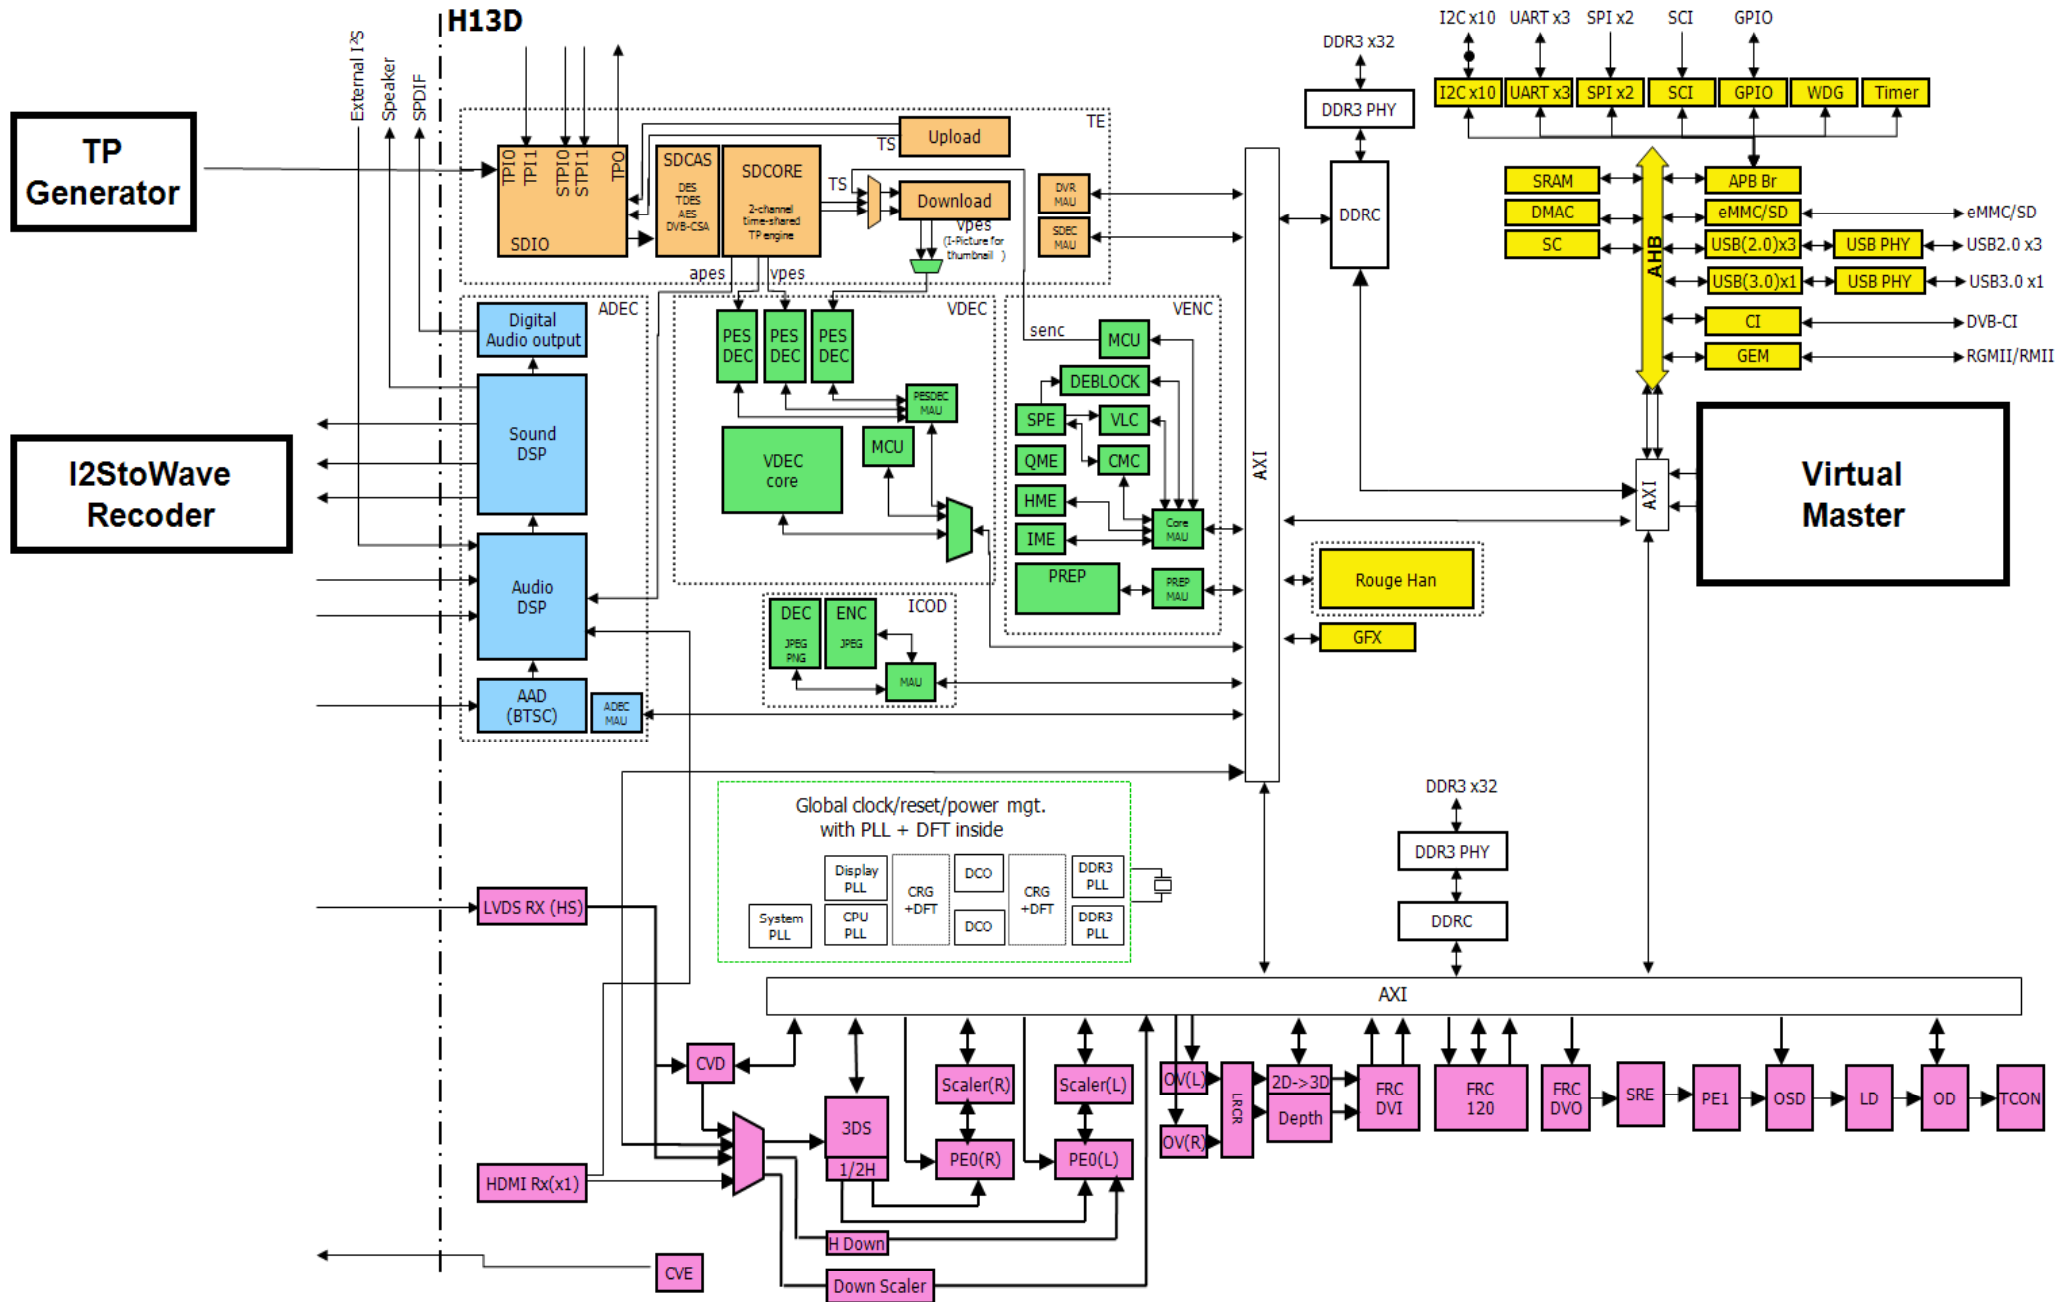 H13D
External I²S
Speaker
SPDIF
TP
Generator
I2StoWave
Recoder
TE
TPI0
TPI1
STPI0
STPI1
TPO
SDIO
SDCAS
DES
TDES
AES
DVB-CSA
SDCORE
2-channel
time-shared
TP engine
TS
Upload
TS
Download
vpes
(I-Picture for
thumbnail )
DVR
MAU
SDEC
MAU
apes
vpes
ADEC
Digital
Audio output
Sound
DSP
Audio
DSP
AAD
(BTSC)
ADEC
MAU
VDEC
PES
DEC
PES
DEC
PES
DEC
PESDEC
MAU
MCU
VDEC
core
VENC
senc
MCU
DEBLOCK
SPE
VLC
QME
CMC
HME
IME
Core
MAU
PREP
PREP
MAU
ICOD
DEC
JPEG
PNG
ENC
JPEG
MAU
AXI
DDR3 x32
DDR3 PHY
DDRC
I2C x10
UART x3
SPI x2
SCI
GPIO
I2C x10
UART x3
SPI x2
SCI
GPIO
WDG
Timer
AHB
SRAM
DMAC
SC
APB Br
eMMC/SD
eMMC/SD
USB(2.0)x3
USB PHY
USB2.0 x3
USB(3.0)x1
USB PHY
USB3.0 x1
CI
DVB-CI
GEM
RGMII/RMII
AXI
Virtual
Master
Rouge Han
GFX
Global clock/reset/power mgt.
with PLL + DFT inside
System
PLL
Display
PLL
CPU
PLL
CRG
+DFT
DCO
DCO
CRG
+DFT
DDR3
PLL
DDR3
PLL
DDR3 x32
DDR3 PHY
DDRC
AXI
LVDS RX (HS)
HDMI Rx(x1)
CVE
CVD
3DS
1/2H
H Down
Down Scaler
Scaler(R)
PE0(R)
Scaler(L)
PE0(L)
OV(L)
OV(R)
LRCR
2D->3D
Depth
FRC
DVI
FRC
120
FRC
DVO
SRE
PE1
OSD
LD
OD
TCON